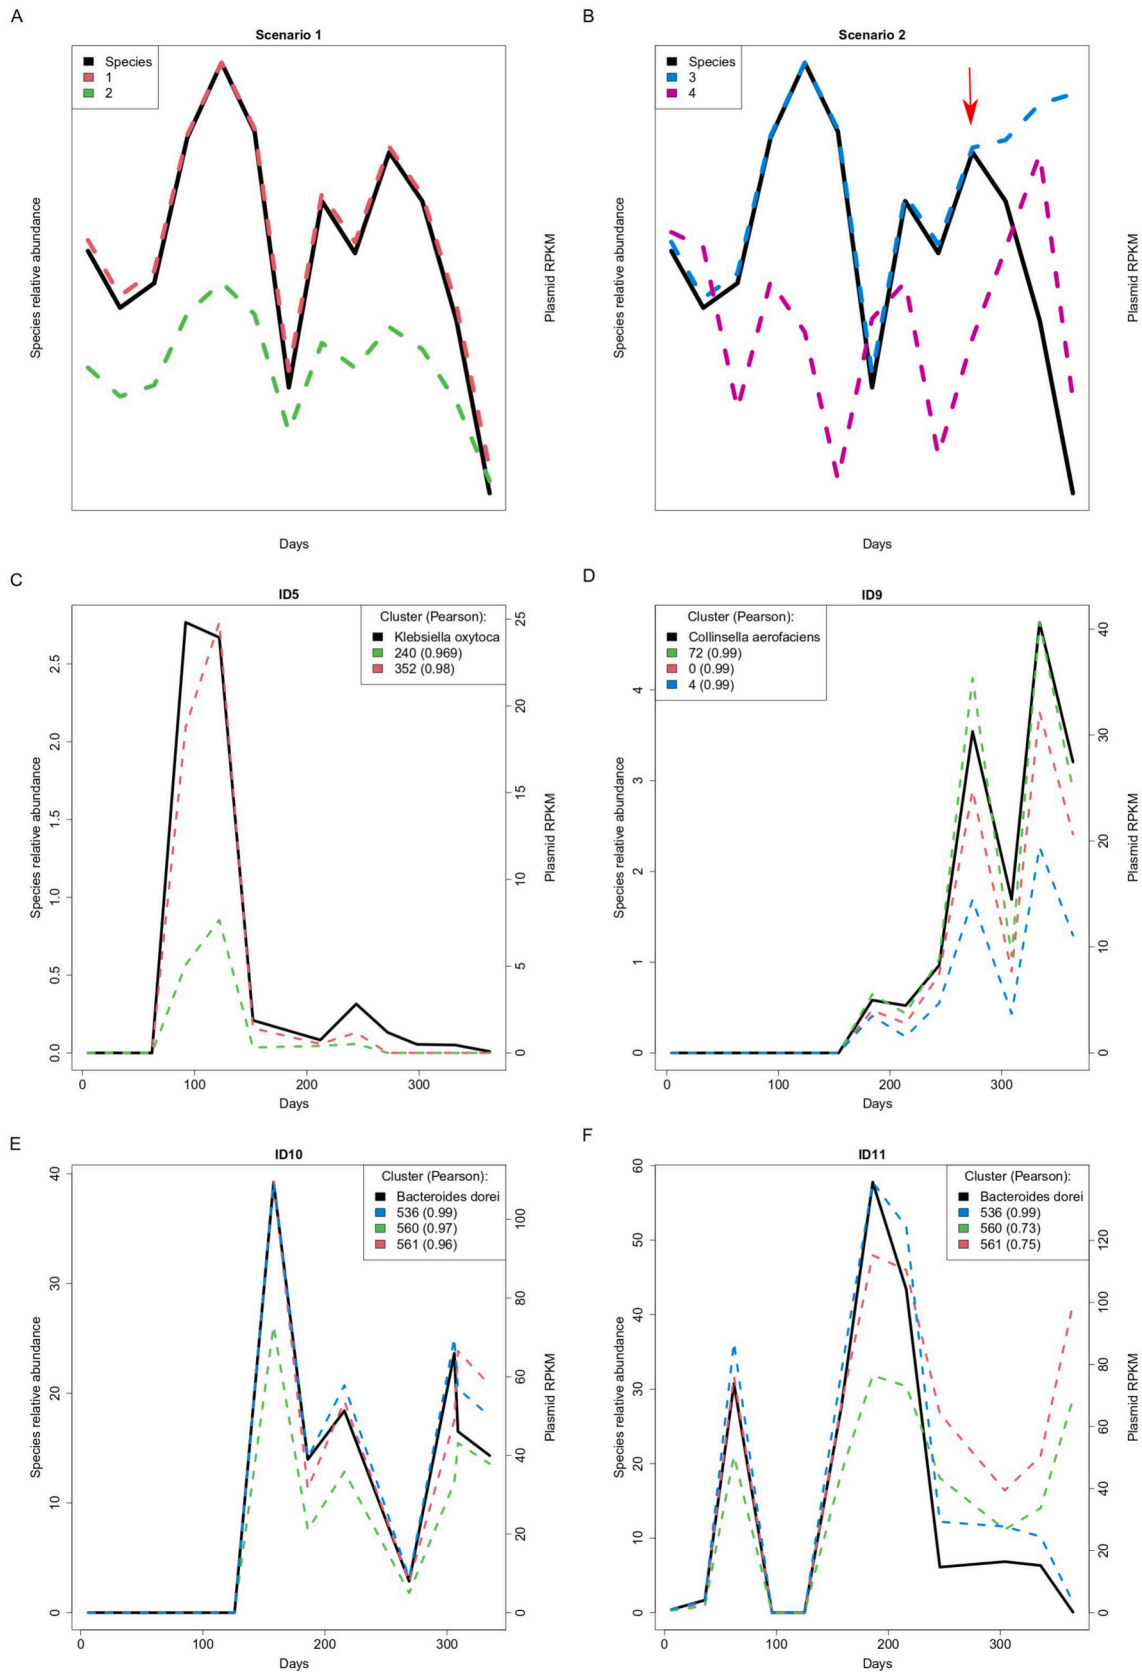 A
Scenario 1
Species
1
2
Species relative abundance
Plasmid RPKM
Days
B
Scenario 2
Species
3
4
Species relative abundance
Plasmid RPKM
Days
C
ID5
Cluster (Pearson):
Klebsiella oxytoca
240 (0.969)
352 (0.98)
Species relative abundance
0.0 0.5 1.0 1.5 2.0 2.5
Plasmid RPKM
0 5 10 15 20 25
0 100 200 300
Days
D
ID9
Cluster (Pearson):
Collinsella aerofaciens
72 (0.99)
0 (0.99)
4 (0.99)
Species relative abundance
0 1 2 3 4
Plasmid RPKM
0 10 20 30 40
0 100 200 300
Days
E
ID10
Cluster (Pearson):
Bacteroides dorei
536 (0.99)
560 (0.97)
561 (0.96)
Species relative abundance
0 10 20 30 40
Plasmid RPKM
0 20 40 60 80 100
0 100 200 300
Days
F
ID11
Cluster (Pearson):
Bacteroides dorei
536 (0.99)
560 (0.73)
561 (0.75)
Species relative abundance
0 10 20 30 40 50 60
Plasmid RPKM
0 20 40 60 80 100 120
0 100 200 300
Days